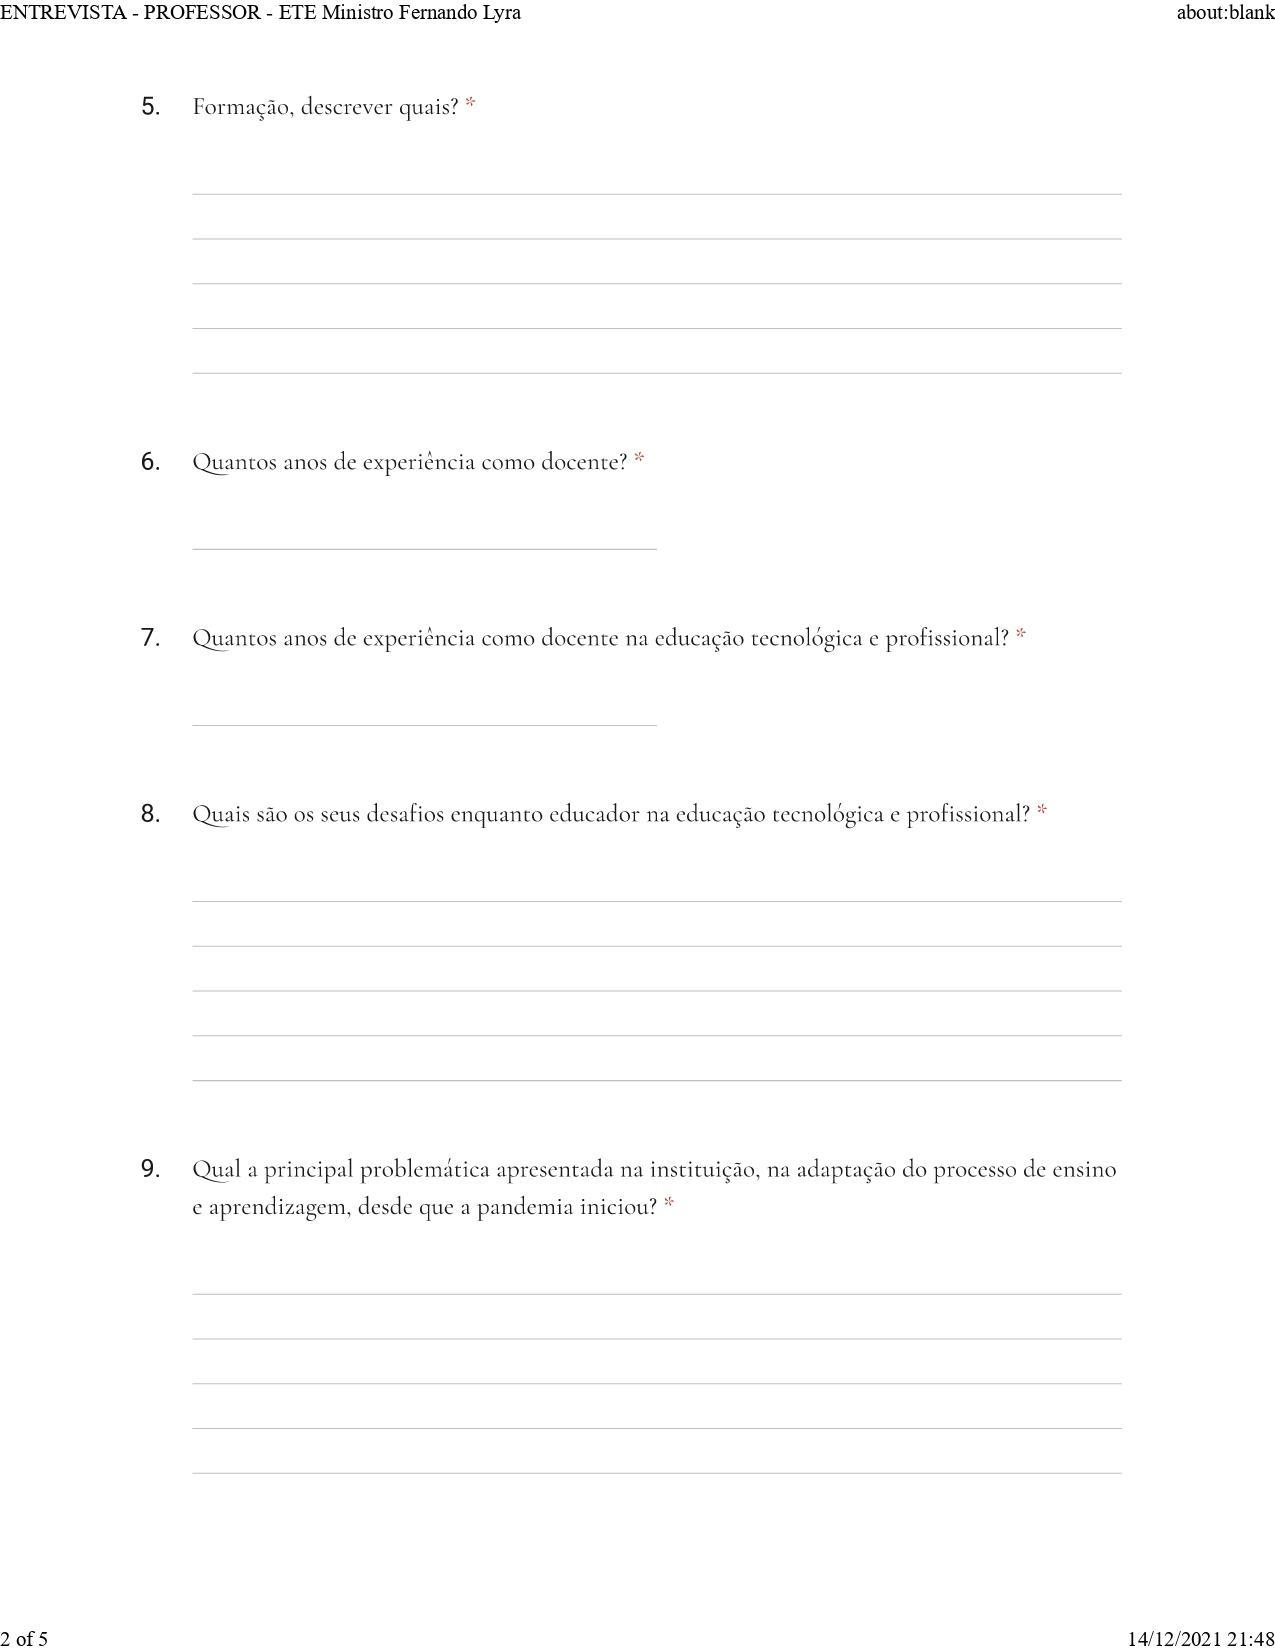 ENTREVISTA - PROFESSOR - ETE Ministro Fernando Lyra about:blank
5. Formação, descrever quais? *
6. Quantos anos de experiência como docente? *
7. Quantos anos de experiência como docente na educação tecnológica e profissional? *
8. Quais são os seus desafios enquanto educador na educação tecnológica e profissional? *
9. Qual a principal problemática apresentada na instituição, na adaptação do processo de ensino
e aprendizagem, desde que a pandemia iniciou? *
2 of 5 14/12/2021 21:48